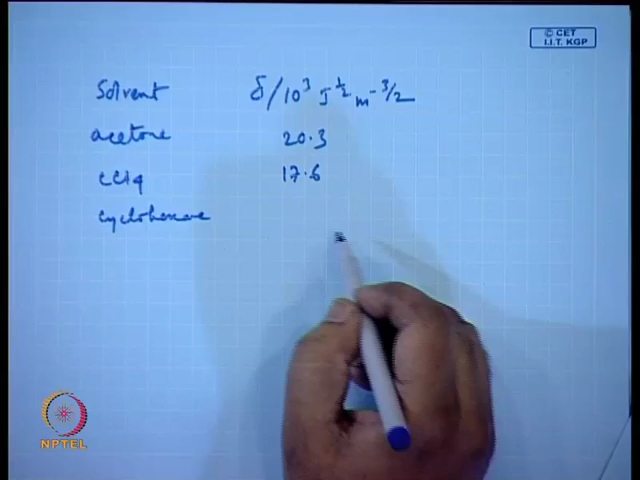 © CET
I.I.T. KGP
Solvent δ/10³ J^½ m^-3/2
acetone 20.3
CCl4 17.6
cyclohexane
NPTEL